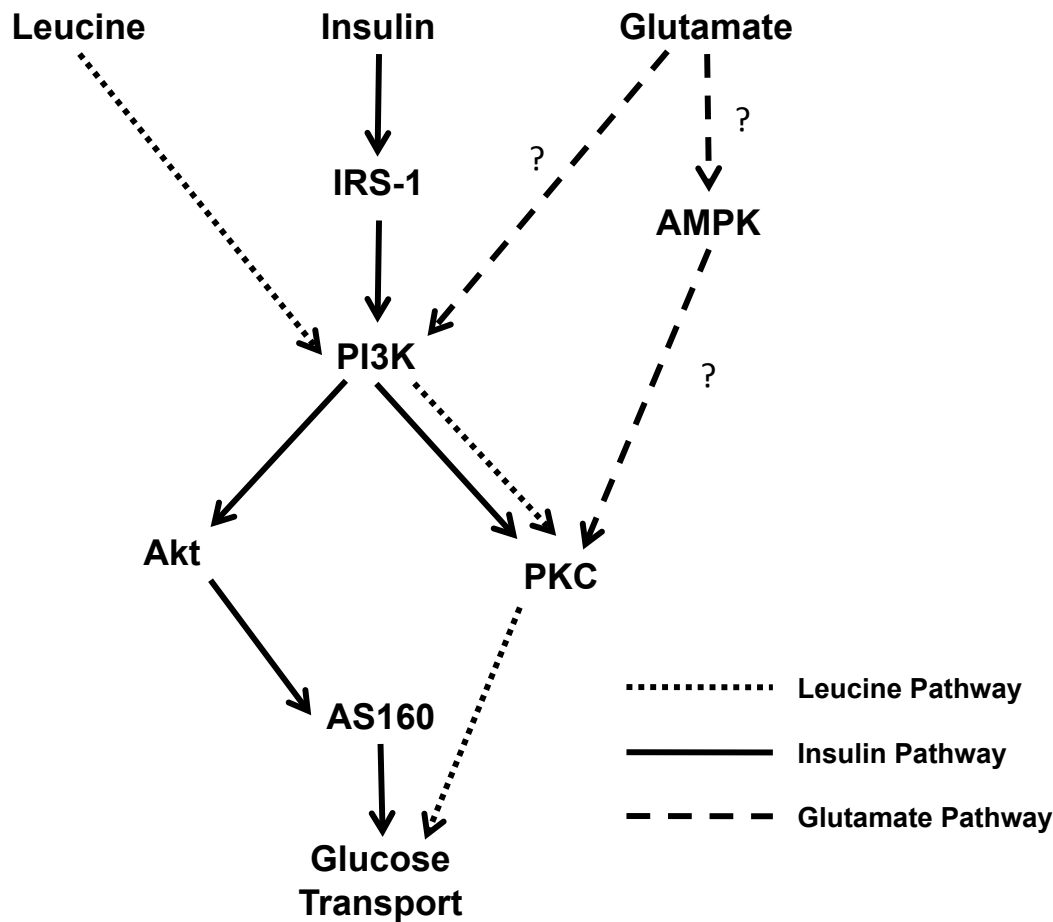 Leucine
Insulin
Glutamate
?
?
IRS-1
AMPK
PI3K
?
Akt
PKC
Leucine Pathway
AS160
Insulin Pathway
Glutamate Pathway
Glucose
Transport